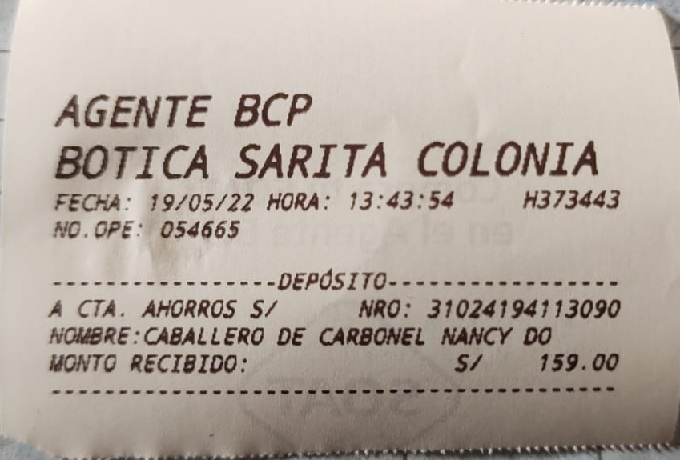 AGENTE BCP
BOTICA SARITA COLONIA
FECHA: 19/05/22 HORA: 13:43:54 H373443
NO.OPE: 054665
-----------------DEPÓSITO-----------------
A CTA. AHORROS S/ NRO: 31024194113090
NOMBRE:CABALLERO DE CARBONEL NANCY DO
MONTO RECIBIDO: S/ 159.00